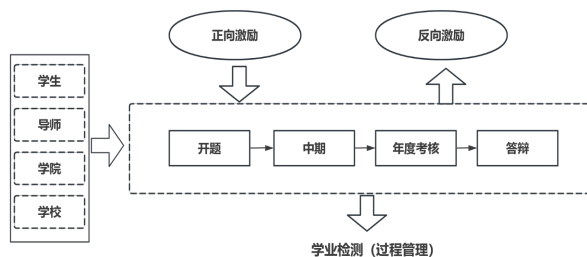 正向激励
反向激励
学生
导师
学院
学校
开题
中期
年度考核
答辩
学业检测（过程管理）